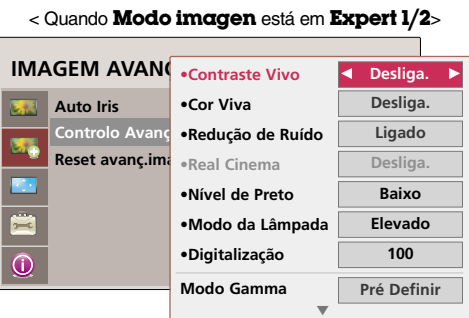 < Quando Modo imagen está em Expert 1/2>
IMAGEM AVANÇ
Auto Iris
Controlo Avanç
Reset avanç.ima
•Contraste Vivo ◄ Desliga. ►
•Cor Viva Desliga.
•Redução de Ruído Ligado
•Real Cinema Desliga.
•Nível de Preto Baixo
•Modo da Lâmpada Elevado
•Digitalização 100
Modo Gamma Pré Definir
▼